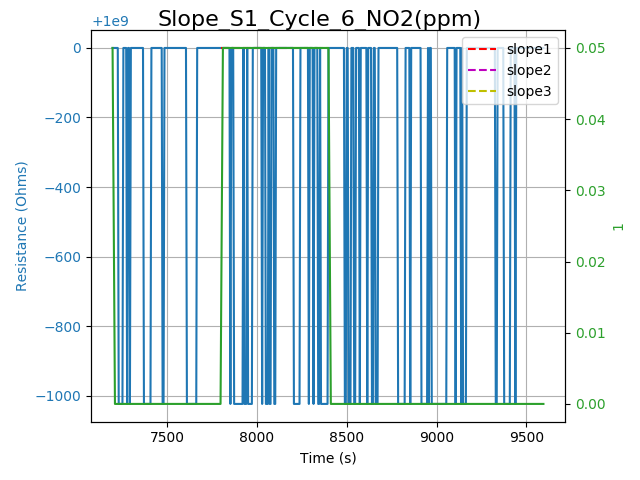 Slope_S1_Cycle_6_NO2(ppm)
+1e9
0
−200
−400
−600
−800
−1000
Resistance (Ohms)
7500
8000
8500
9000
9500
Time (s)
0.05
0.04
0.03
0.02
0.01
0.00
1
slope1
slope2
slope3